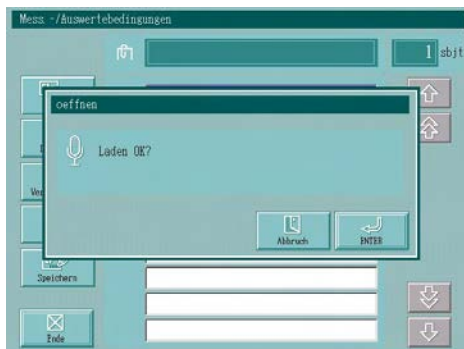 Mess. -/Auswertebedingungen
1 sbjt
oeffnen
Laden OK?
Abbruch
ENTER
Speichern
Ende